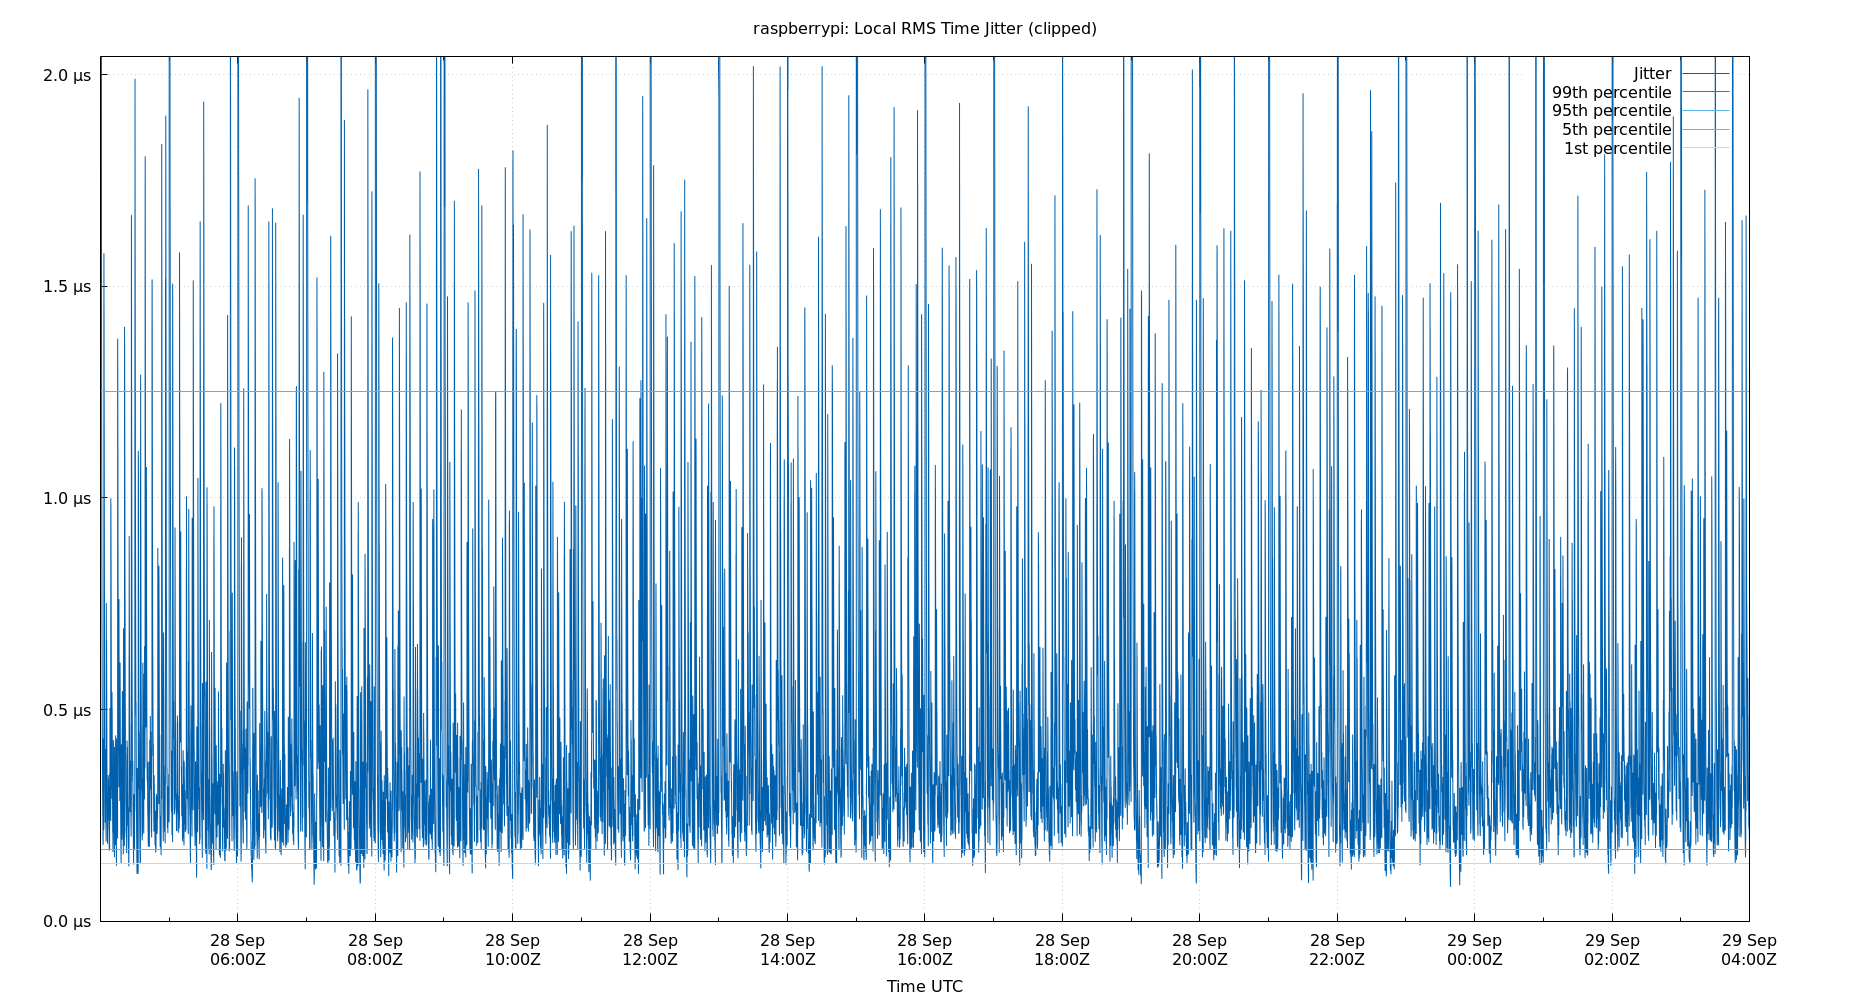 raspberrypi: Local RMS Time Jitter (clipped)
2.0 μs
1.5 μs
1.0 μs
0.5 μs
0.0 μs
Jitter
99th percentile
95th percentile
5th percentile
1st percentile
28 Sep 28 Sep 28 Sep 28 Sep 28 Sep 28 Sep 28 Sep 28 Sep 28 Sep 29 Sep 29 Sep 29 Sep
06:00Z 08:00Z 10:00Z 12:00Z 14:00Z 16:00Z 18:00Z 20:00Z 22:00Z 00:00Z 02:00Z 04:00Z
Time UTC